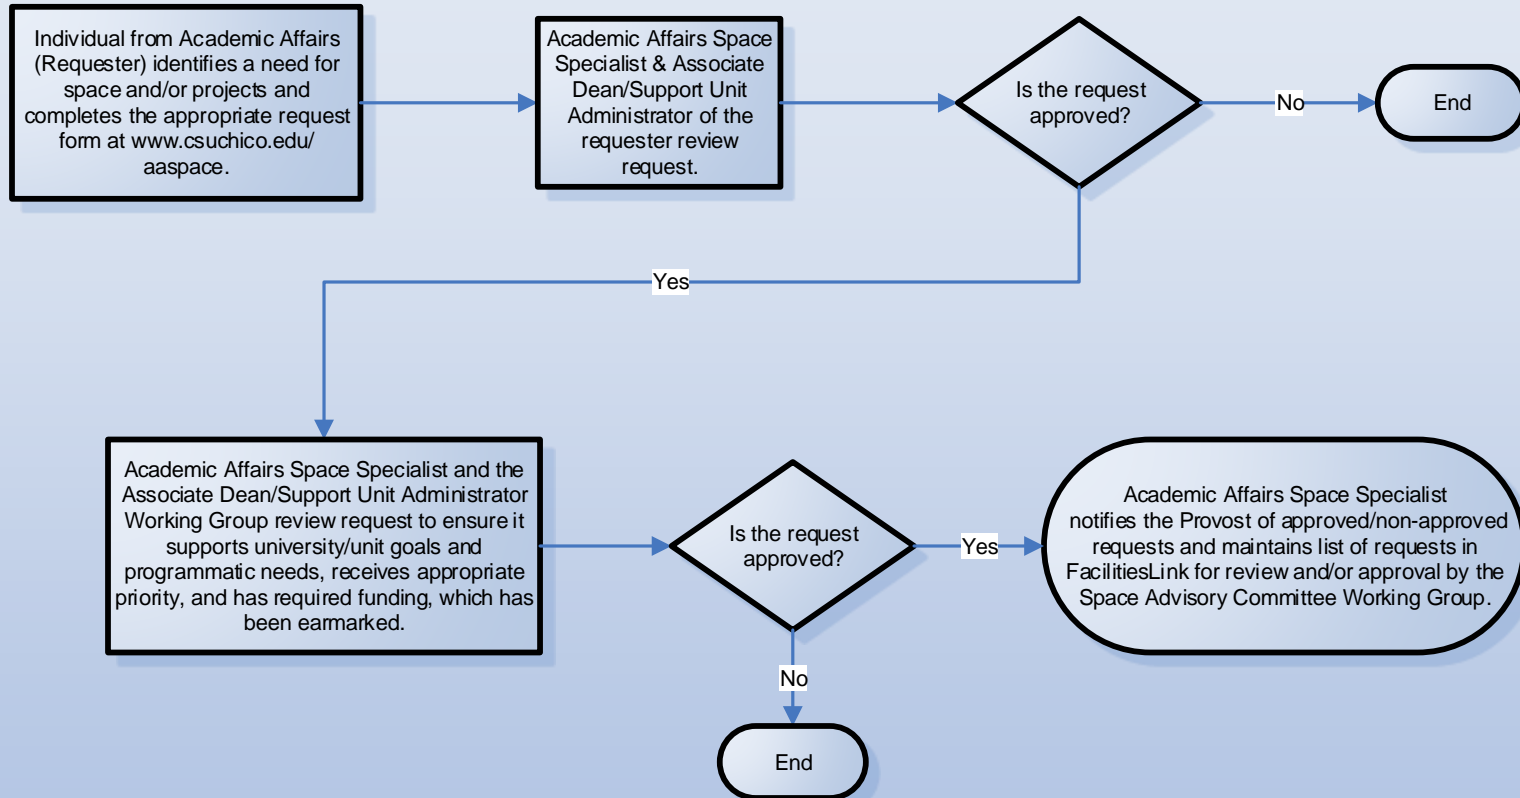 Individual from Academic Affairs
(Requester) identifies a need for
space and/or projects and
completes the appropriate request
form at www.csuchico.edu/
aaspace.
Academic Affairs Space
Specialist & Associate
Dean/Support Unit
Administrator of the
requester review
request.
Is the request
approved?
No
End
Yes
Academic Affairs Space Specialist and the
Associate Dean/Support Unit Administrator
Working Group review request to ensure it
supports university/unit goals and
programmatic needs, receives appropriate
priority, and has required funding, which has
been earmarked.
Is the request
approved?
Yes
Academic Affairs Space Specialist
notifies the Provost of approved/non-approved
requests and maintains list of requests in
FacilitiesLink for review and/or approval by the
Space Advisory Committee Working Group.
No
End